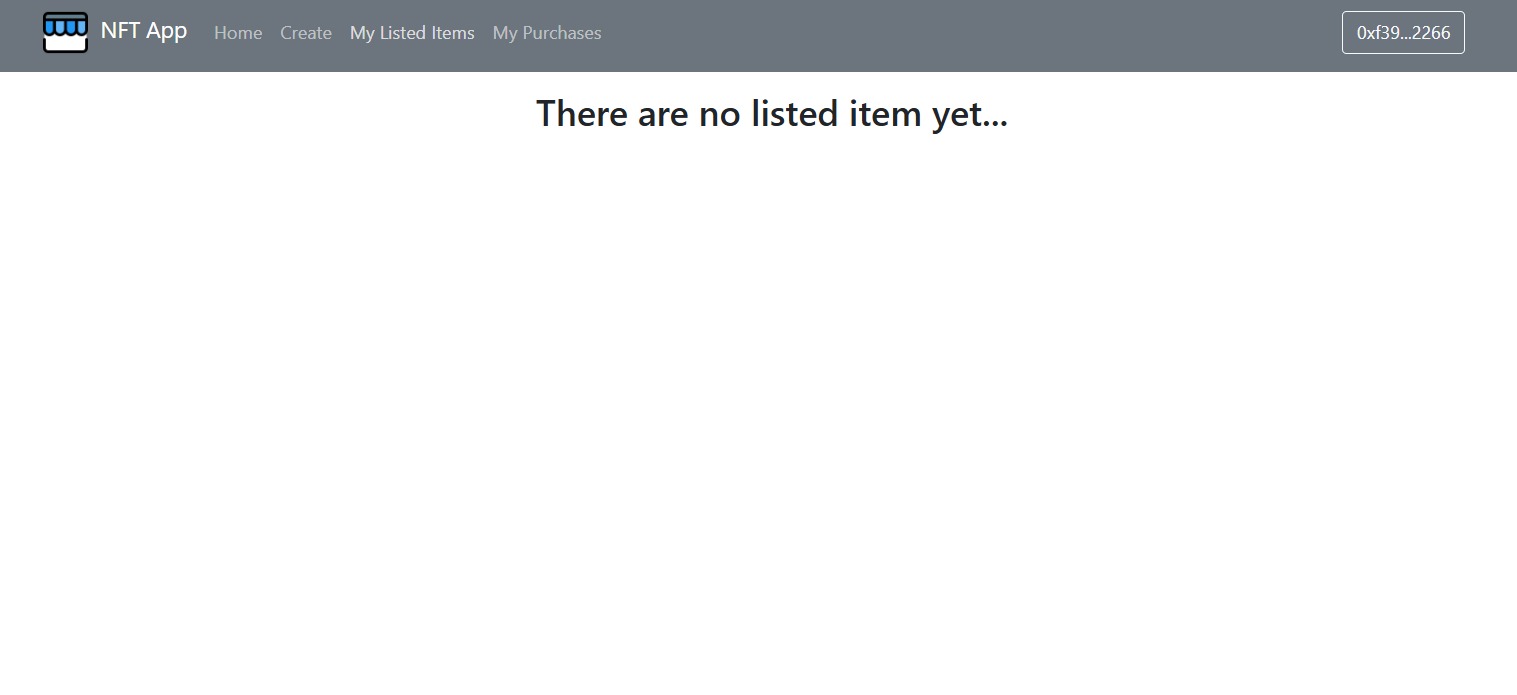 NFT App Home Create My Listed Items My Purchases 0xf39...2266
There are no listed item yet...